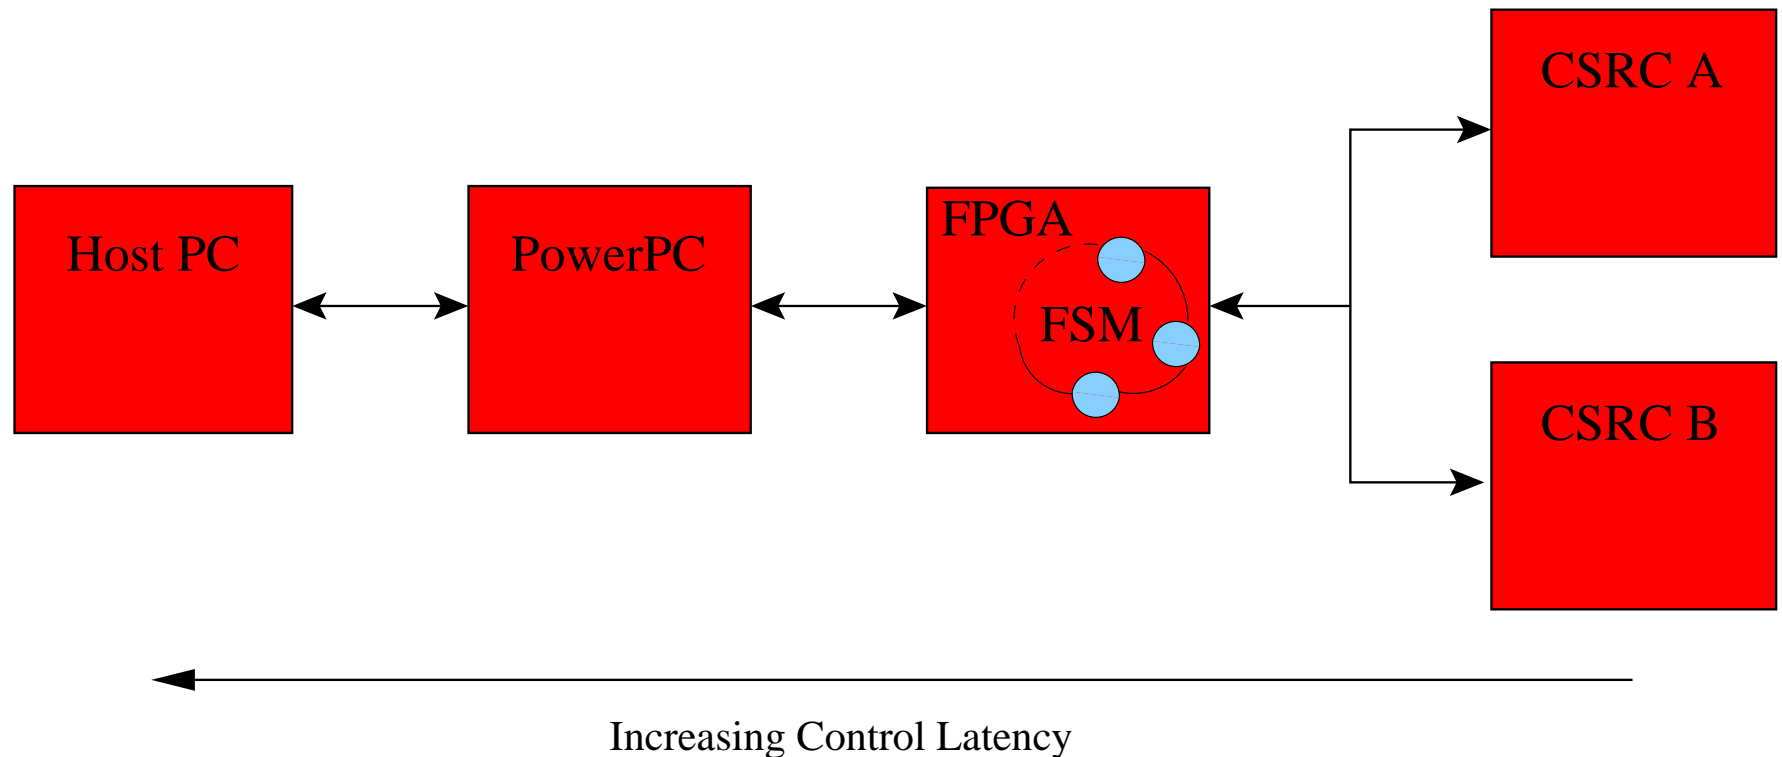 Host PC
PowerPC
FPGA
FSM
CSRC A
CSRC B
Increasing Control Latency